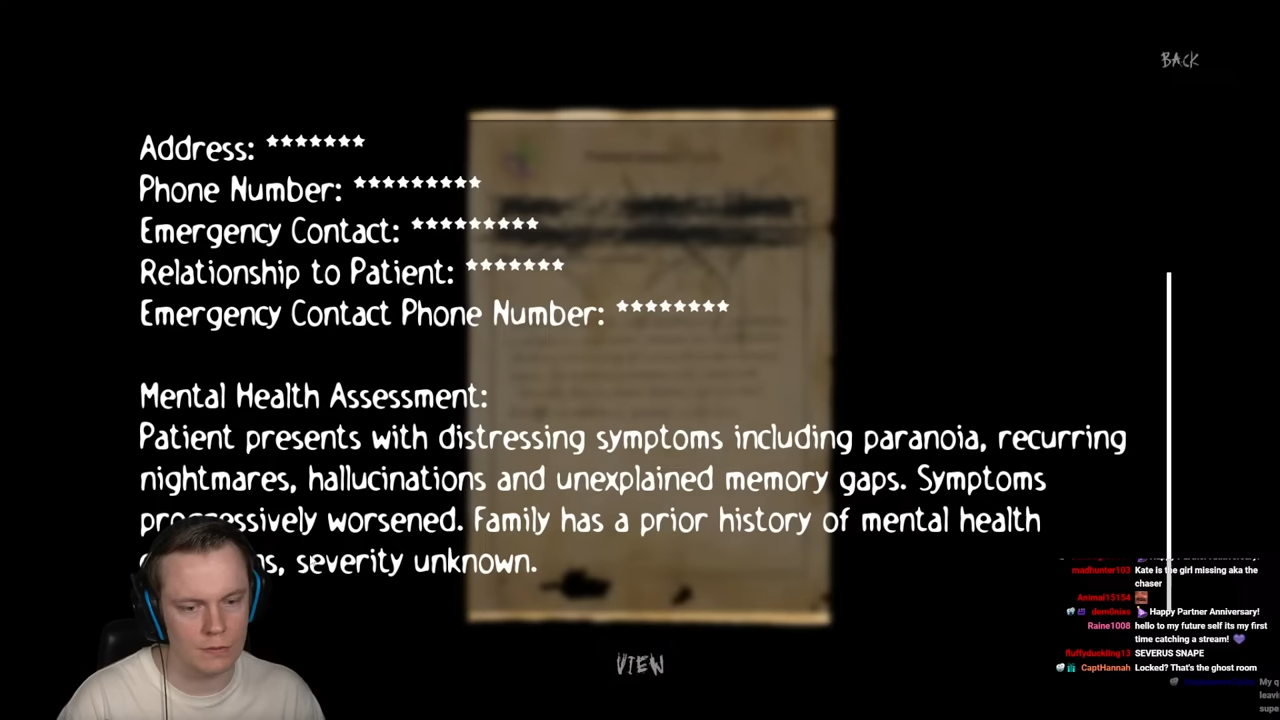 BACK
Address: *******
Phone Number: *********
Emergency Contact: *********
Relationship to Patient: *******
Emergency Contact Phone Number: ********
Mental Health Assessment:
Patient presents with distressing symptoms including paranoia, recurring
nightmares, hallucinations and unexplained memory gaps. Symptoms
progressively worsened. Family has a prior history of mental health
severity unknown.
VIEW
madhunter103 Kate is the girl missing aka the
chaser
Animal15154
Happy Partner Anniversary!
Raine1008 hello to my future self its my first
time catching a stream!
fluffyduckling13 SEVERUS SNAPE
CaptHannah Locked? That's the ghost room
My